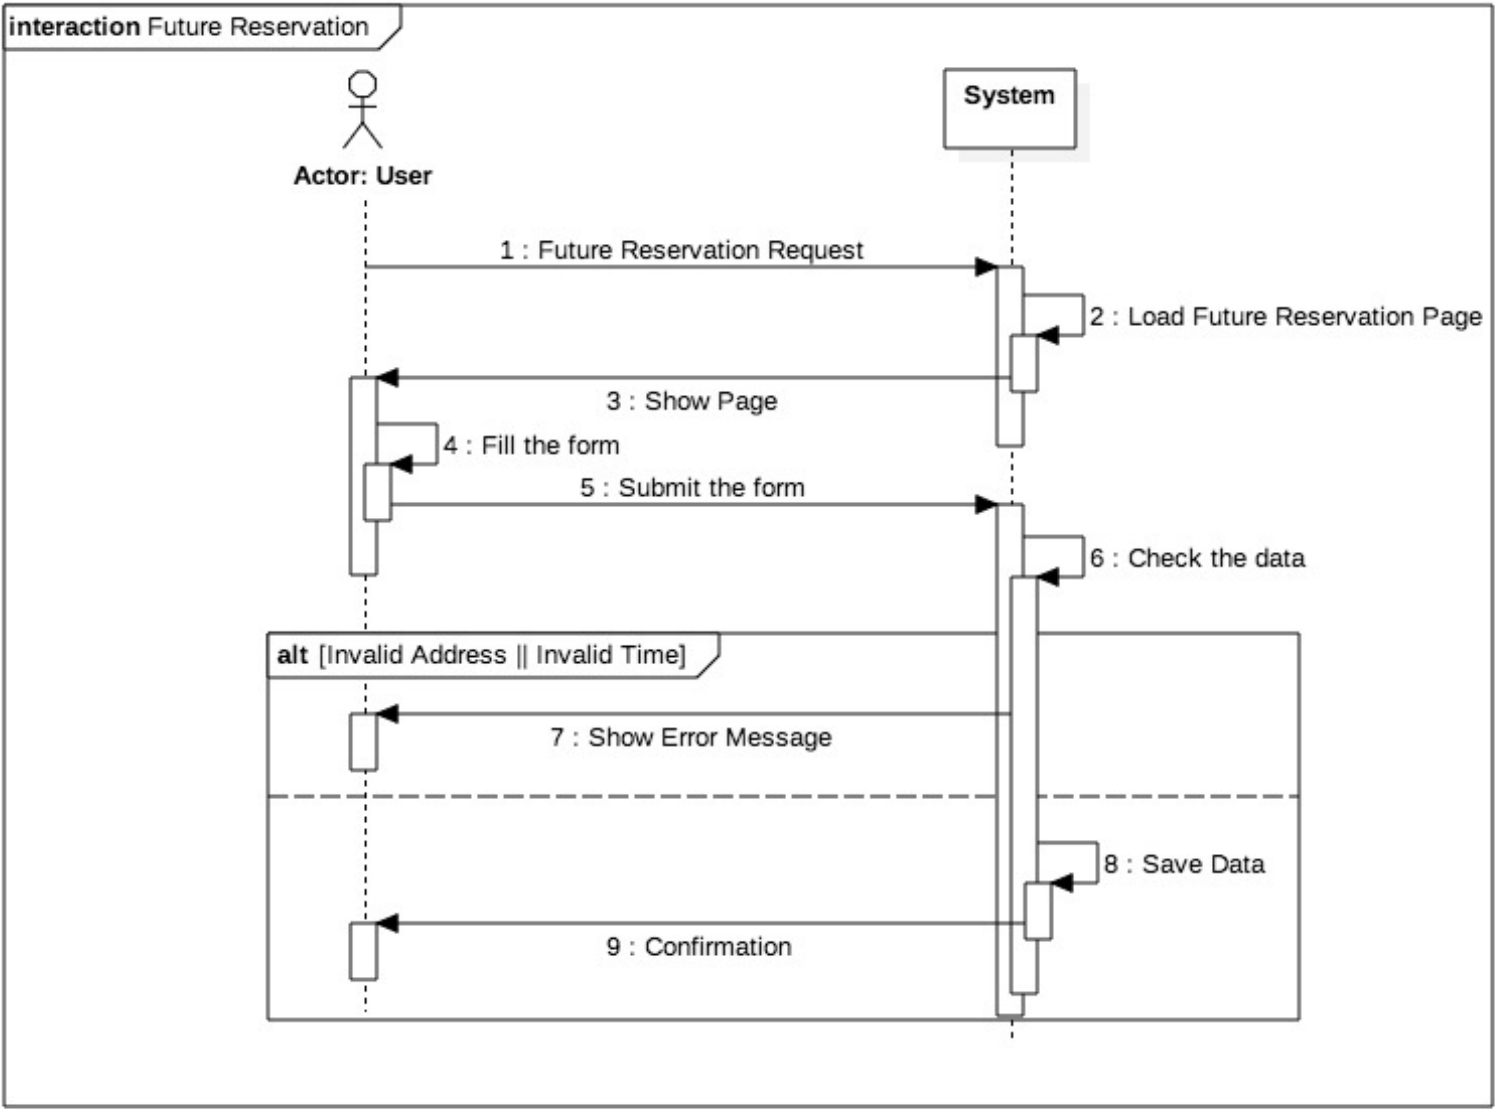 interaction Future Reservation
System
Actor: User
1 : Future Reservation Request
2 : Load Future Reservation Page
3 : Show Page
4 : Fill the form
5 : Submit the form
6 : Check the data
alt [Invalid Address || Invalid Time]
7 : Show Error Message
8 : Save Data
9 : Confirmation